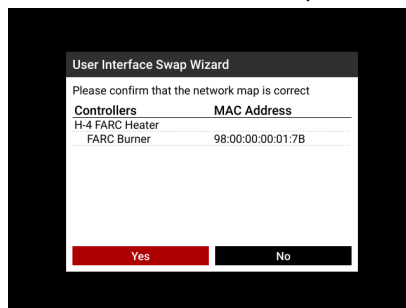 User Interface Swap Wizard
Please confirm that the network map is correct
Controllers MAC Address
H-4 FARC Heater
FARC Burner 98:00:00:00:01:7B
Yes No